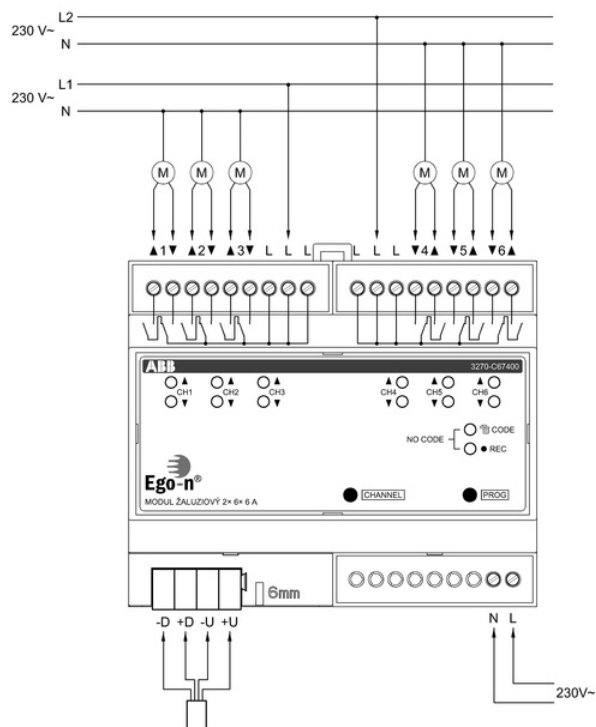 L2
230 V~
N
L1
230 V~
N
M M M M M M
▲1▼ ▲2▼ ▲3▼ L L L L L L ▼4▲ ▼5▲ ▼6▲
ABB 3270-C67400
▲ ▲ ▲ ▲ ▲ ▲
CH1 CH2 CH3 CH4 CH5 CH6
▼ ▼ ▼ ▼ ▼ ▼
CODE
NO CODE
● REC
Ego-n®
MODUL ŽALUZIOVÝ 2× 6× 6 A
CHANNEL PROG
6mm
-D +D -U +U
N L
230V~